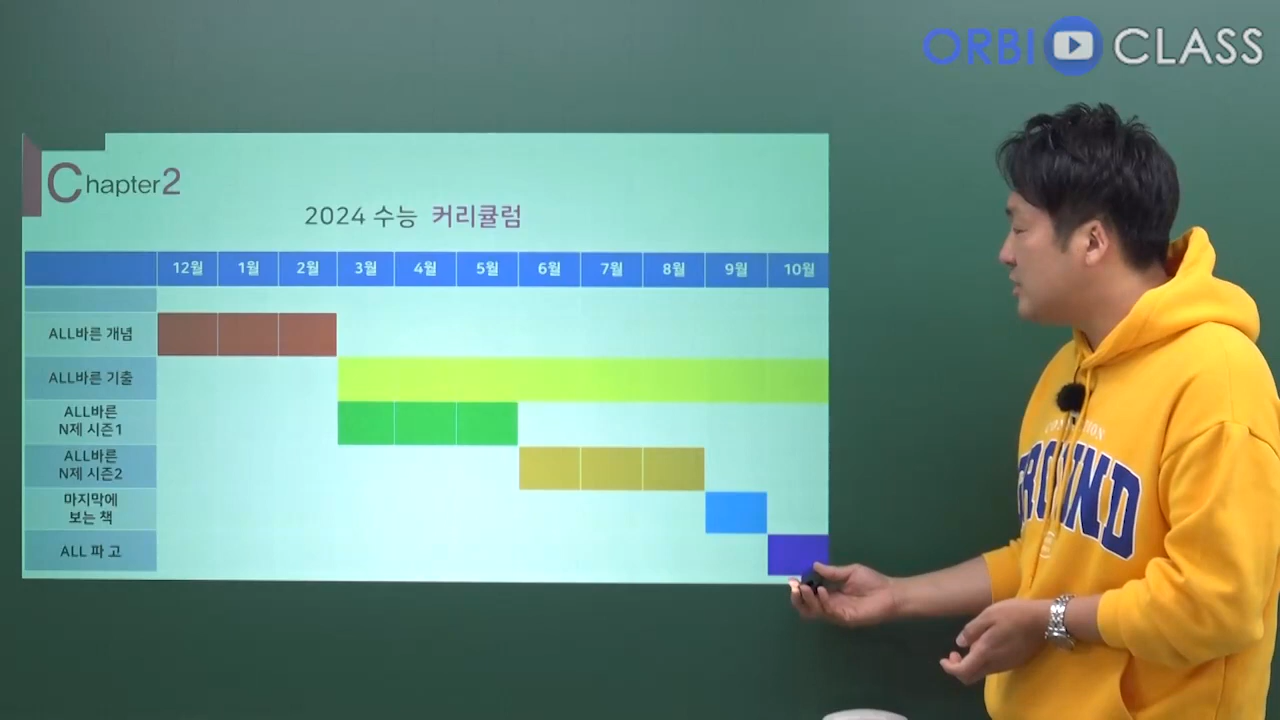 ORBI CLASS
Chapter2
2024 수능 커리큘럼
12월 1월 2월 3월 4월 5월 6월 7월 8월 9월 10월
ALL바른 개념
ALL바른 기출
ALL바른
N제 시즌1
ALL바른
N제 시즌2
마지막에
보는 책
ALL 파 고